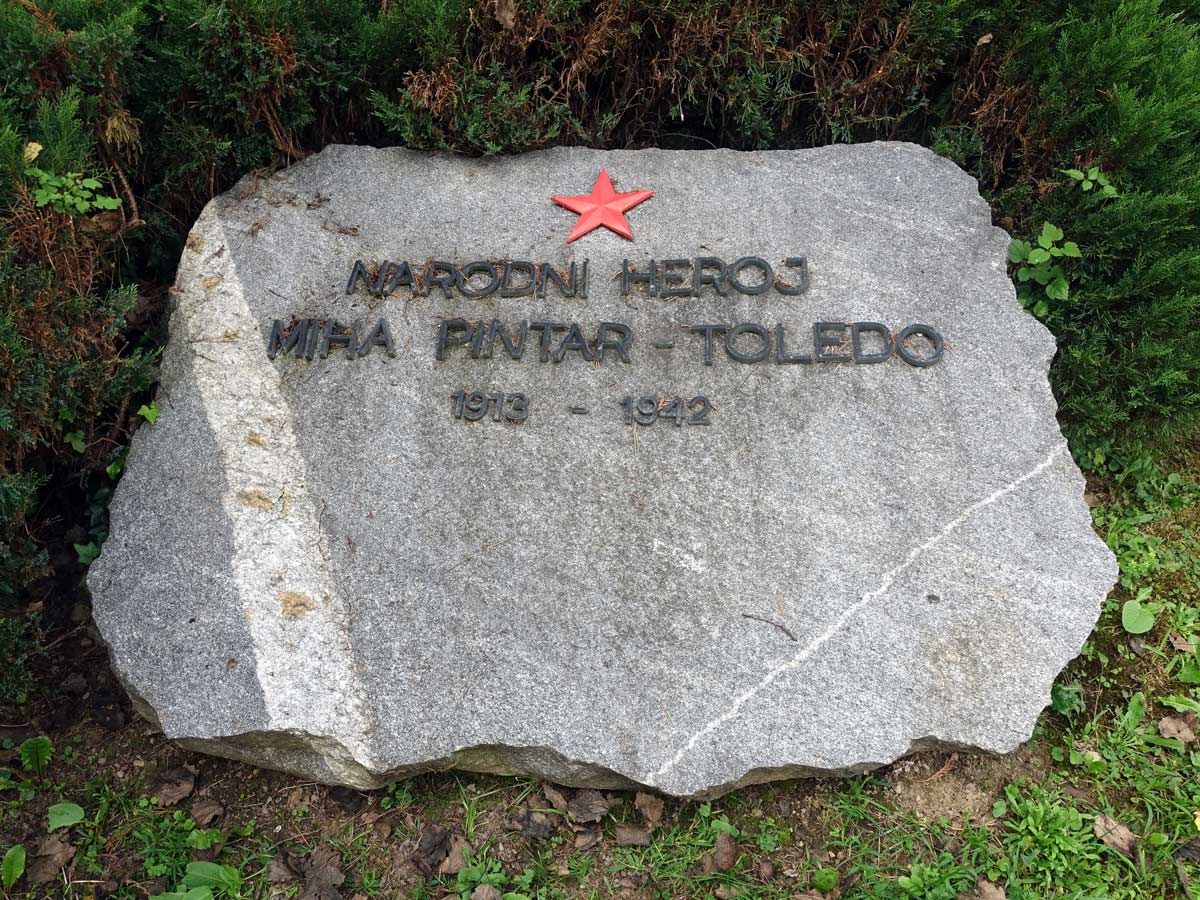 NARODNI HEROJ
MIHA PINTAR - TOLEDO
1913 - 1942